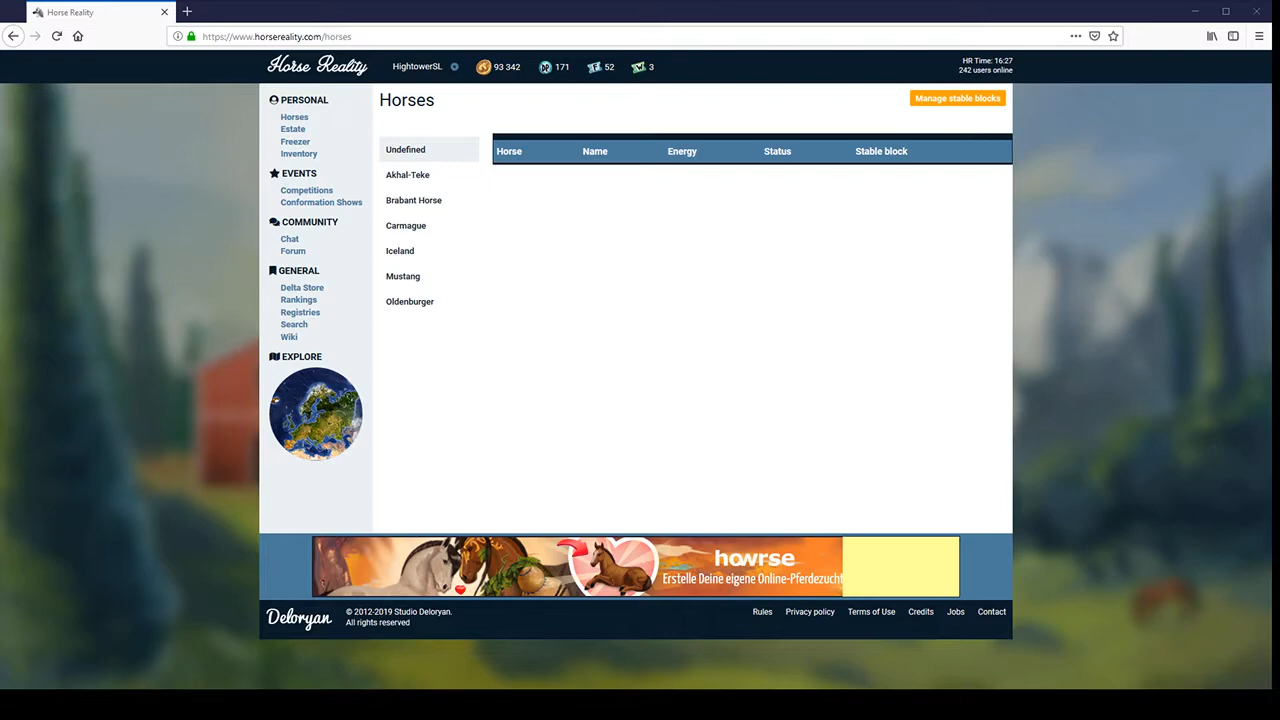 Horse Reality
https://www.horsereality.com/horses
Horse Reality
HightowerSL
93 342
171
52
3
HR Time: 16:27
242 users online
PERSONAL
Horses
Estate
Freezer
Inventory
EVENTS
Competitions
Conformation Shows
COMMUNITY
Chat
Forum
GENERAL
Delta Store
Rankings
Registries
Search
Wiki
EXPLORE
Horses
Manage stable blocks
Undefined
Akhal-Teke
Brabant Horse
Carmague
Iceland
Mustang
Oldenburger
Horse Name Energy Status Stable block
howrse
Erstelle Deine eigene Online-Pferdezucht
Deloryan
© 2012-2019 Studio Deloryan.
All rights reserved
Rules Privacy policy Terms of Use Credits Jobs Contact